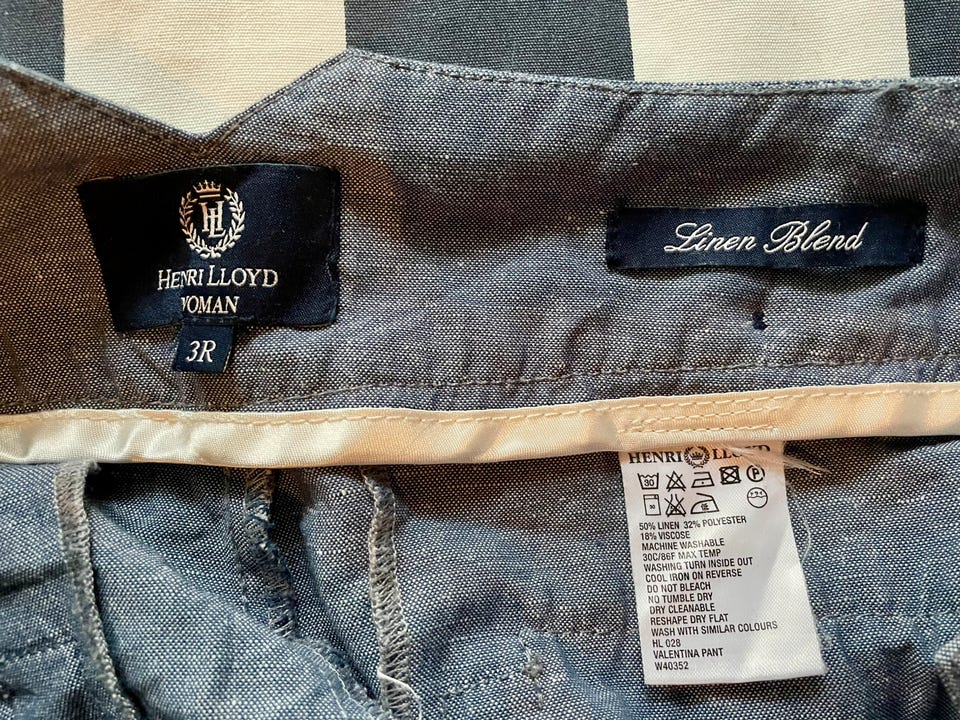 HL
HENRI LLOYD
WOMAN
3R
Linen Blend
HENRI LLOYD
30 P
30
50% LINEN 32% POLYESTER
18% VISCOSE
MACHINE WASHABLE
30C/86F MAX TEMP
WASHING TURN INSIDE OUT
COOL IRON ON REVERSE
DO NOT BLEACH
NO TUMBLE DRY
DRY CLEANABLE
RESHAPE DRY FLAT
WASH WITH SIMILAR COLOURS
HL 028
VALENTINA PANT
W40352